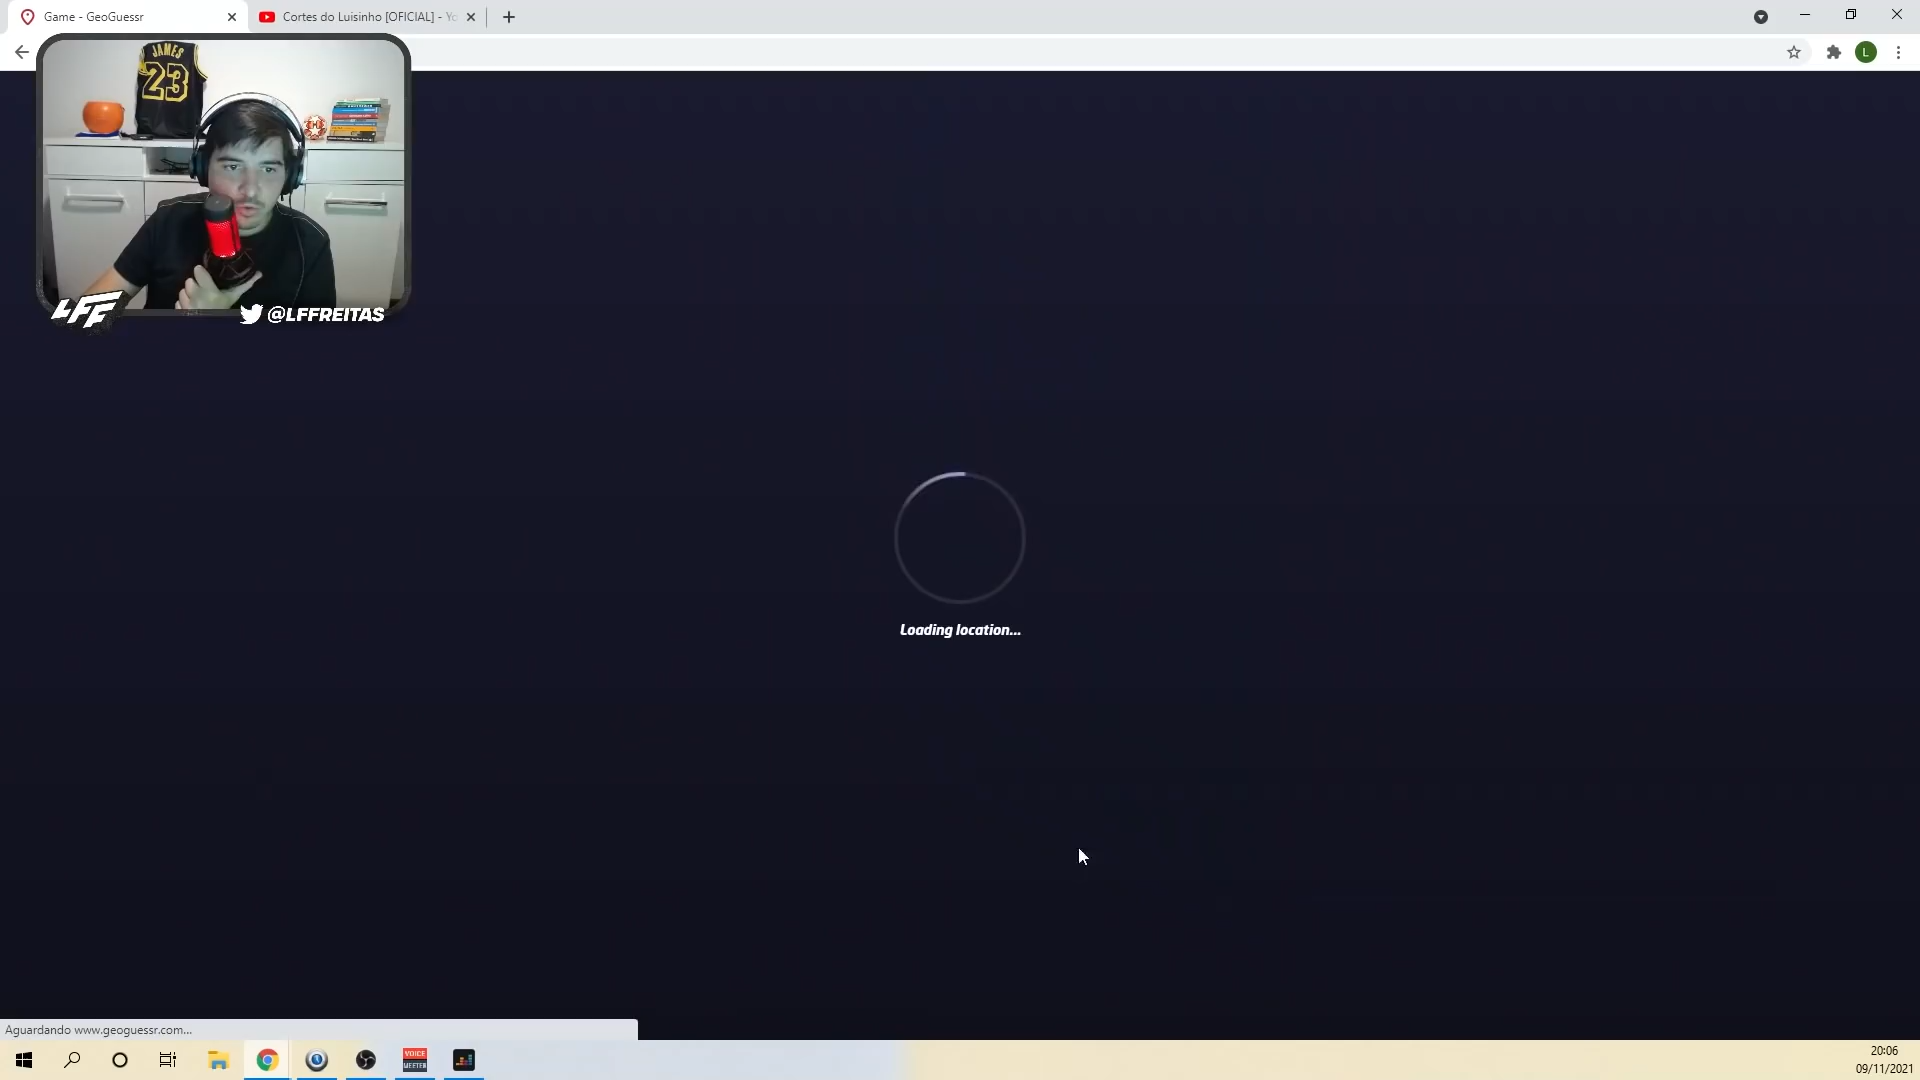 Game - GeoGuessr
Cortes do Luisinho [OFICIAL] - Yo
L
JAMES
23
LFF
@LFFREITAS
Loading location...
Aguardando www.geoguessr.com...
VOICE
MEETER
20:06
09/11/2021